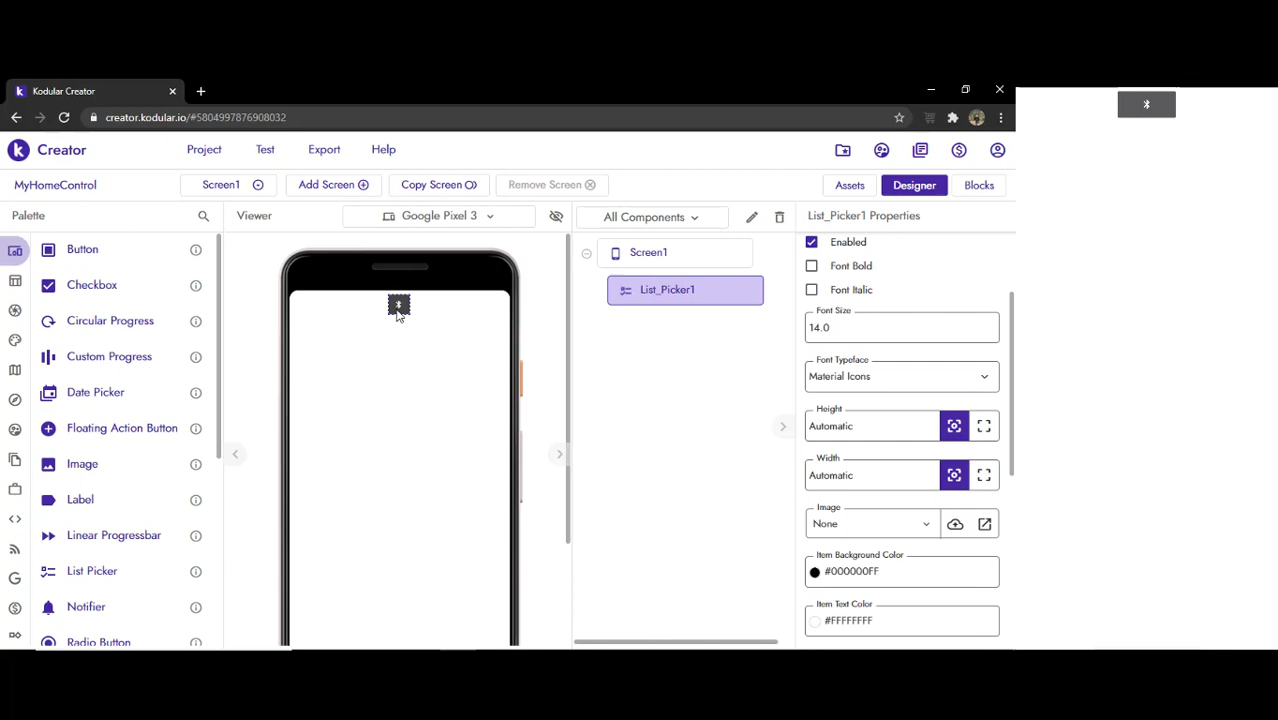 Kodular Creator
creator.kodular.io/#5804997876908032
Creator
Project
Test
Export
Help
MyHomeControl
Screen1
Add Screen
Copy Screen
Remove Screen
Assets
Designer
Blocks
Palette
Viewer
Google Pixel 3
All Components
List_Picker1 Properties
Button
Checkbox
Circular Progress
Custom Progress
Date Picker
Floating Action Button
Image
Label
Linear Progressbar
List Picker
Notifier
Radio Button
Screen1
List_Picker1
Enabled
Font Bold
Font Italic
Font Size
14.0
Font Typeface
Material Icons
Height
Automatic
Width
Automatic
Image
None
Item Background Color
#000000FF
Item Text Color
#FFFFFFFF